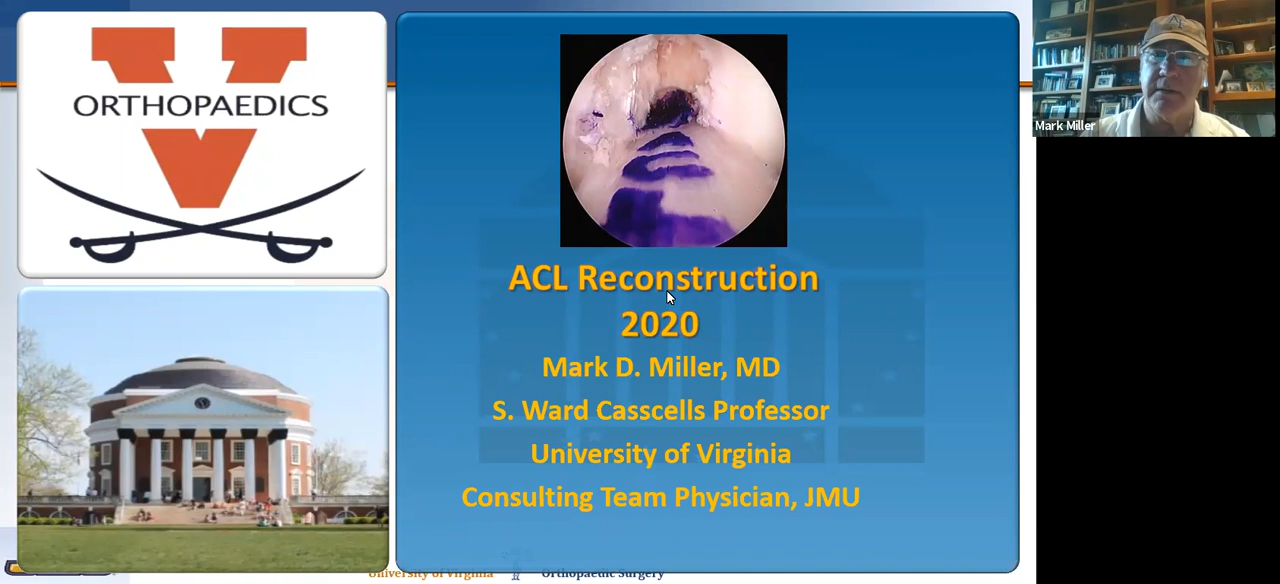 V
ORTHOPAEDICS
ACL Reconstruction
2020
Mark D. Miller, MD
S. Ward Casscells Professor
University of Virginia
Consulting Team Physician, JMU
University of Virginia Orthopaedic Surgery
Mark Miller